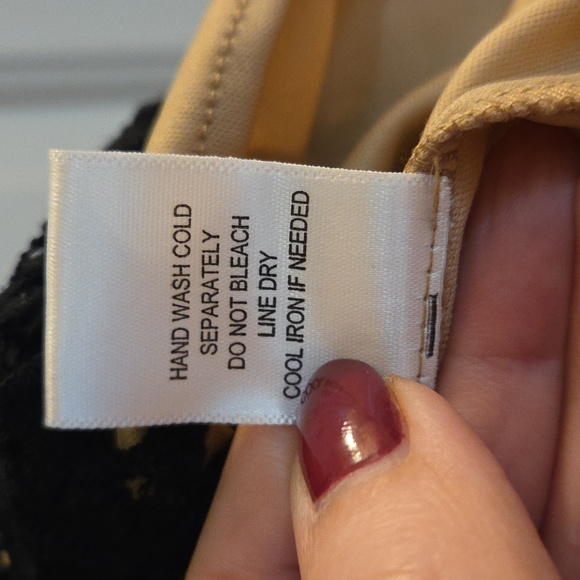 HAND WASH COLD
SEPARATELY
DO NOT BLEACH
LINE DRY
COOL IRON IF NEEDED